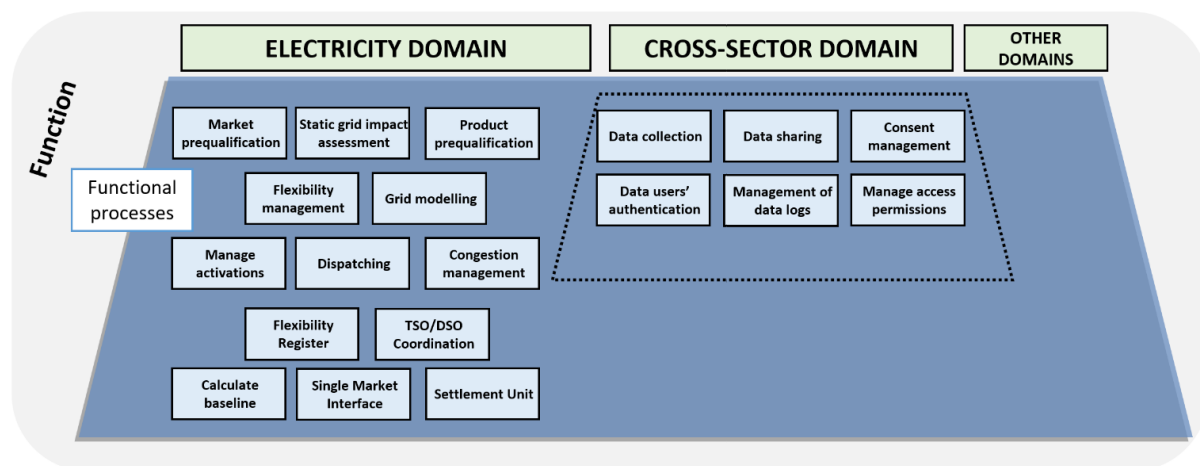 ELECTRICITY DOMAIN
CROSS-SECTOR DOMAIN
OTHER
DOMAINS
Function
Functional
processes
Market
prequalification
Static grid impact
assessment
Product
prequalification
Flexibility
management
Grid modelling
Manage
activations
Dispatching
Congestion
management
Flexibility
Register
TSO/DSO
Coordination
Calculate
baseline
Single Market
Interface
Settlement Unit
Data collection
Data sharing
Consent
management
Data users’
authentication
Management of
data logs
Manage access
permissions